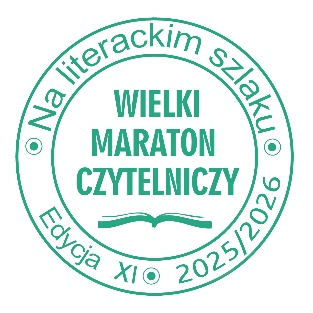 Na literackim szlaku
WIELKI
MARATON
CZYTELNICZY
Edycja XI 2025/2026